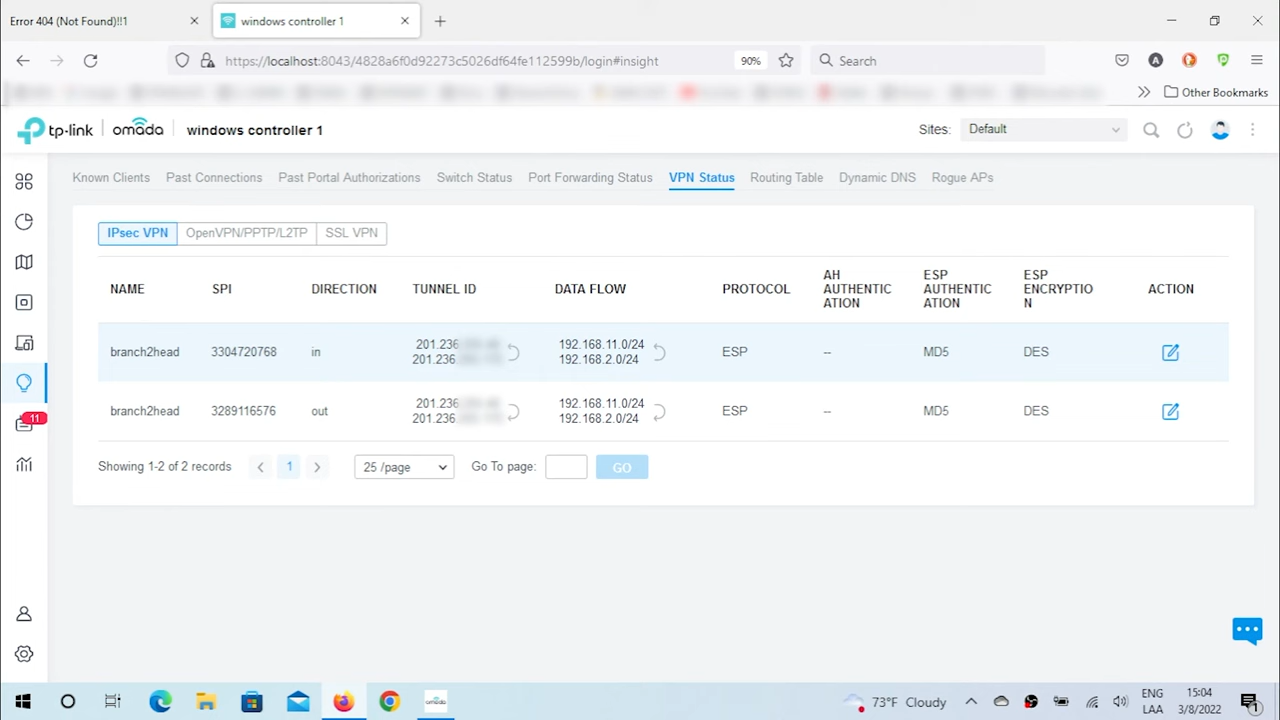 Error 404 (Not Found)!!1
windows controller 1
https://localhost:8043/4828a6f0d92273c5026df64fe112599b/login#insight
90%
Search
Other Bookmarks
tp-link
omada
windows controller 1
Sites:
Default
Known Clients
Past Connections
Past Portal Authorizations
Switch Status
Port Forwarding Status
VPN Status
Routing Table
Dynamic DNS
Rogue APs
IPsec VPN
OpenVPN/PPTP/L2TP
SSL VPN
NAME
SPI
DIRECTION
TUNNEL ID
DATA FLOW
PROTOCOL
AH
AUTHENTIC
ATION
ESP
AUTHENTIC
ATION
ESP
ENCRYPTIO
N
ACTION
branch2head
3304720768
in
201.236
201.236
192.168.11.0/24
192.168.2.0/24
ESP
--
MD5
DES
branch2head
3289116576
out
201.236
201.236
192.168.11.0/24
192.168.2.0/24
ESP
--
MD5
DES
11
Showing 1-2 of 2 records
1
25 /page
Go To page:
GO
73°F Cloudy
ENG
LAA
15:04
3/8/2022
1